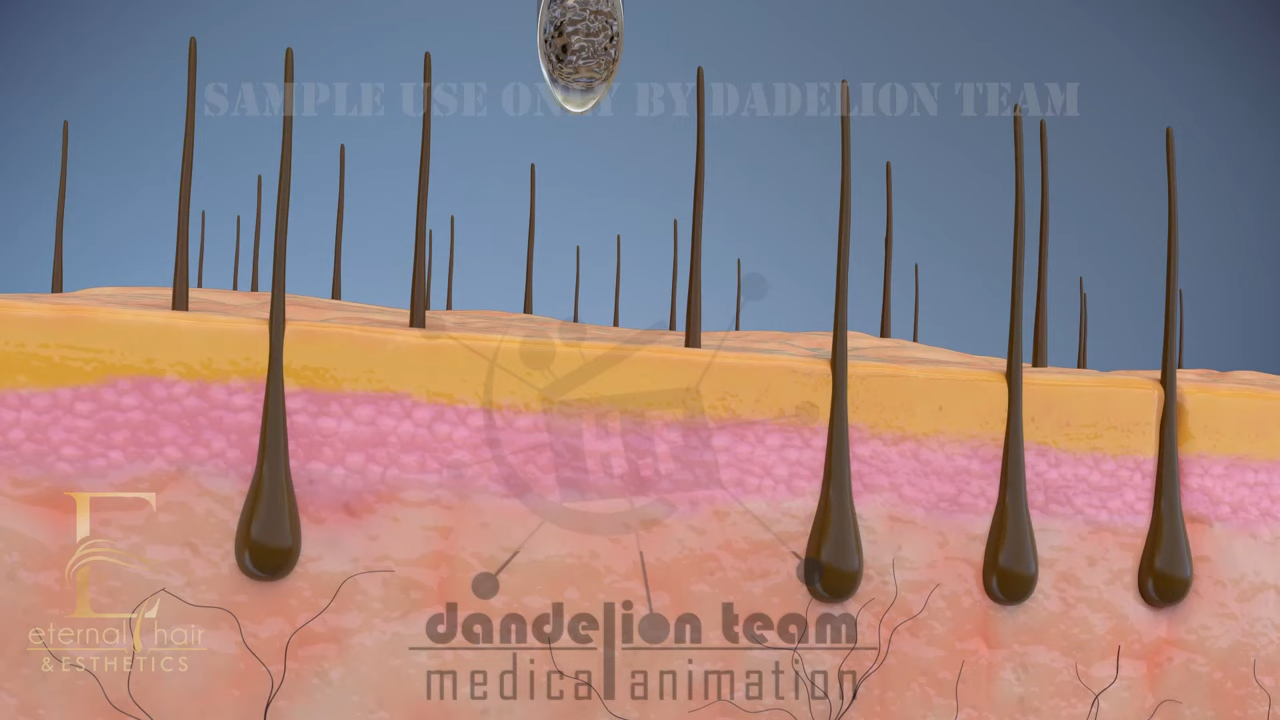 SAMPLE USE ONLY BY DADELION TEAM
eternal hair
& ESTHETICS
dandelion team
medical animation